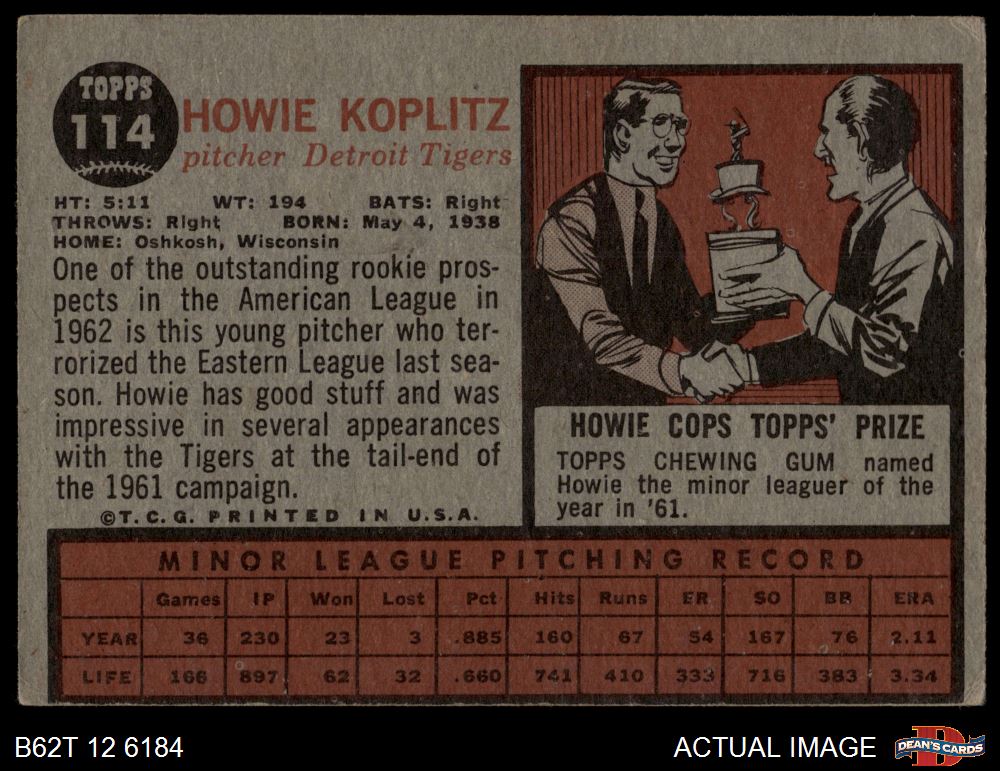 TOPPS
114
HOWIE KOPLITZ
pitcher Detroit Tigers
HT: 5:11 WT: 194 BATS: Right
THROWS: Right BORN: May 4, 1938
HOME: Oshkosh, Wisconsin
One of the outstanding rookie pros-
pects in the American League in
1962 is this young pitcher who ter-
rorized the Eastern League last sea-
son. Howie has good stuff and was
impressive in several appearances
with the Tigers at the tail-end of
the 1961 campaign.
©T.C.G. PRINTED IN U.S.A.
HOWIE COPS TOPPS' PRIZE
TOPPS CHEWING GUM named
Howie the minor leaguer of the
year in '61.
MINOR LEAGUE PITCHING RECORD
Games IP Won Lost Pct Hits Runs ER SO BB ERA
YEAR 36 230 23 3 .885 160 67 54 167 76 2.11
LIFE 166 897 62 32 .660 741 410 333 716 383 3.34
B62T 12 6184
ACTUAL IMAGE
D
DEAN'S CARDS